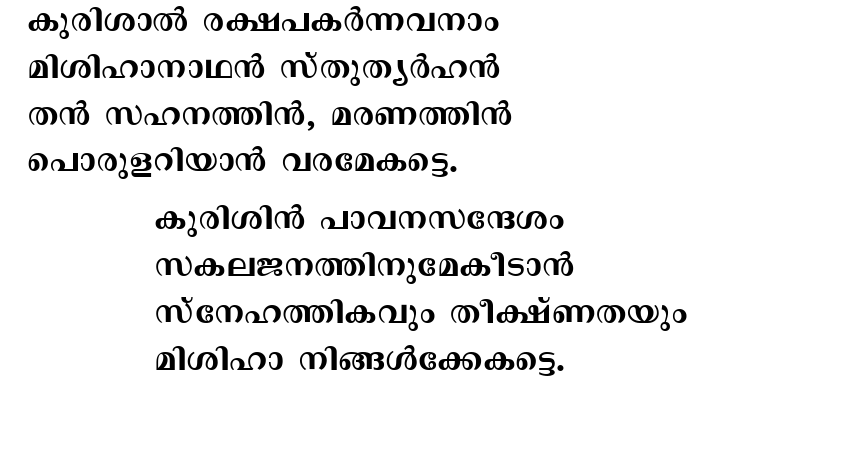 കുരിശാൽ രക്ഷപകർന്നവനാം
മിശിഹാനാഥൻ സ്തുത്യർഹൻ
തൻ സഹനത്തിൻ, മരണത്തിൻ
പൊരുളറിയാൻ വരമേകട്ടെ.
കുരിശിൻ പാവനസന്ദേശം
സകലജനത്തിനുമേകീടാൻ
സ്നേഹത്തികവും തീക്ഷ്ണതയും
മിശിഹാ നിങ്ങൾക്കേകട്ടെ.